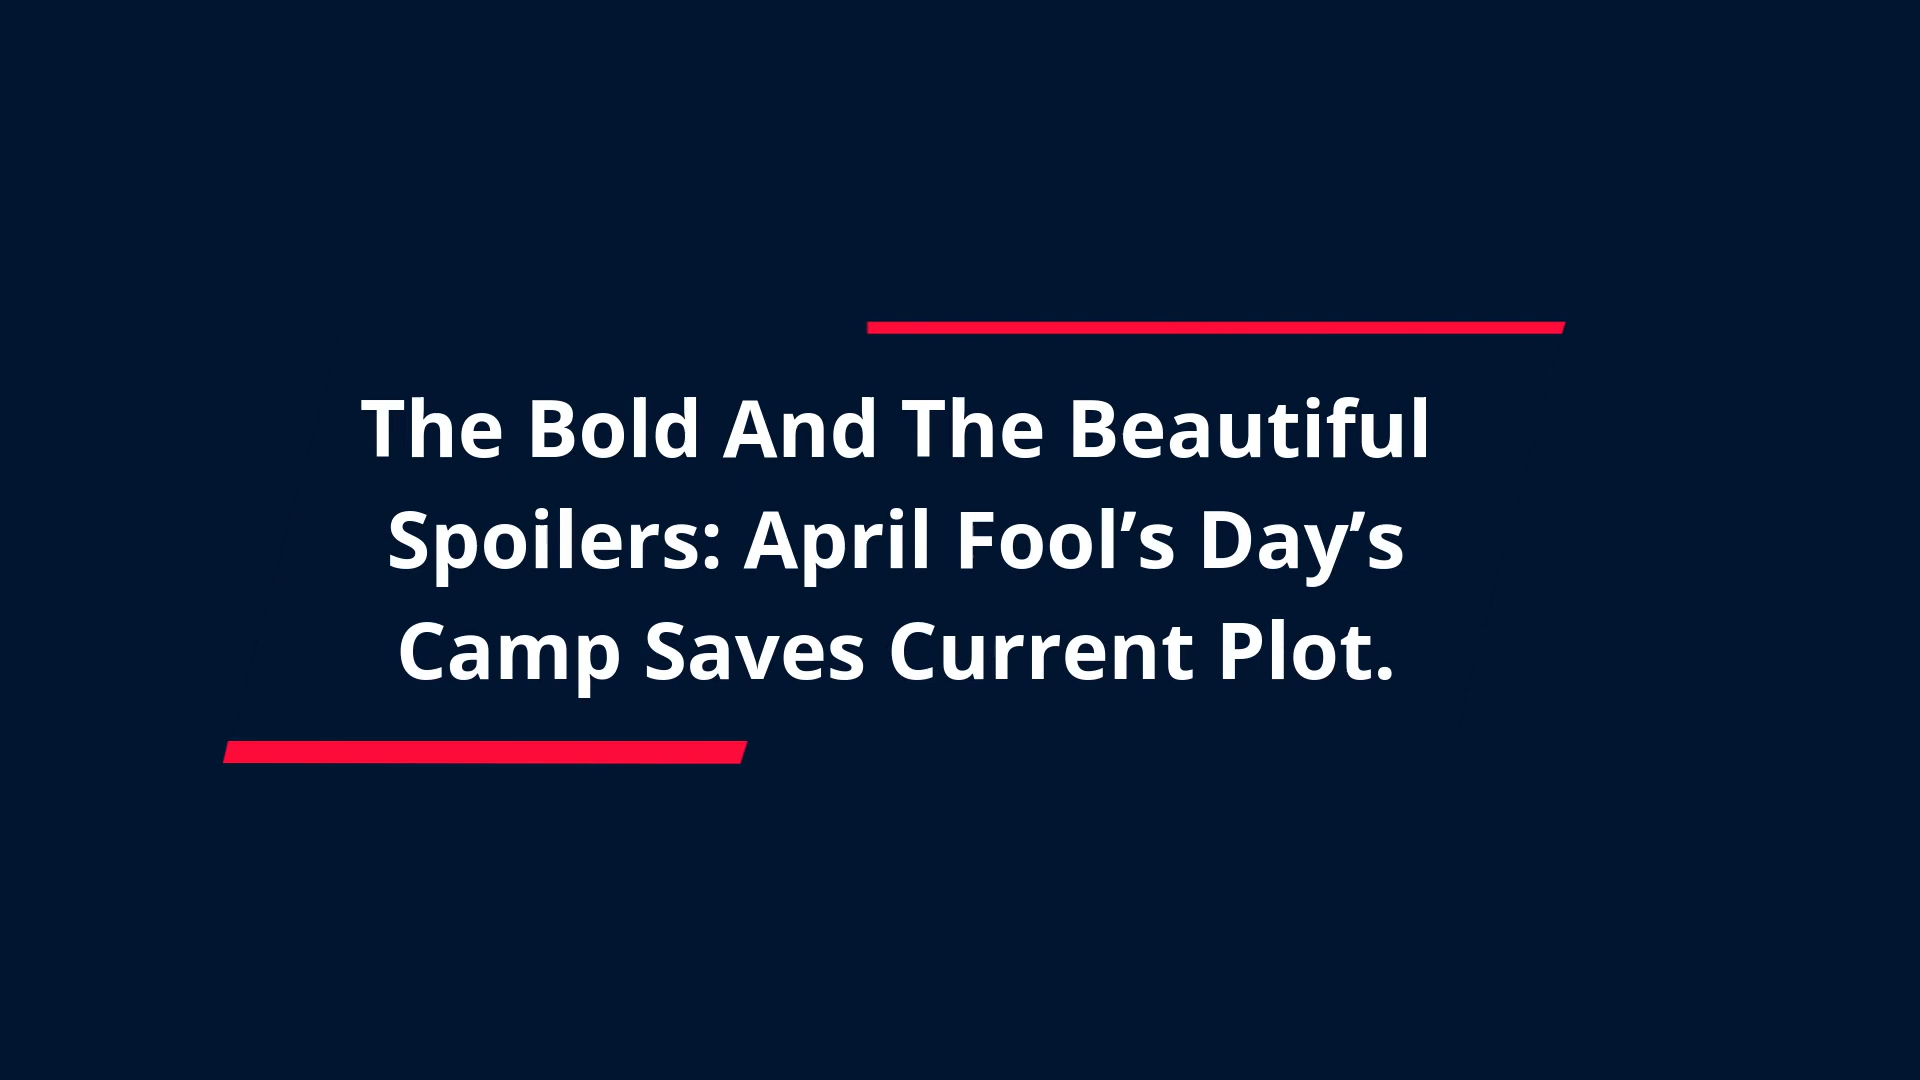 The Bold And The Beautiful
Spoilers: April Fool’s Day’s
Camp Saves Current Plot.